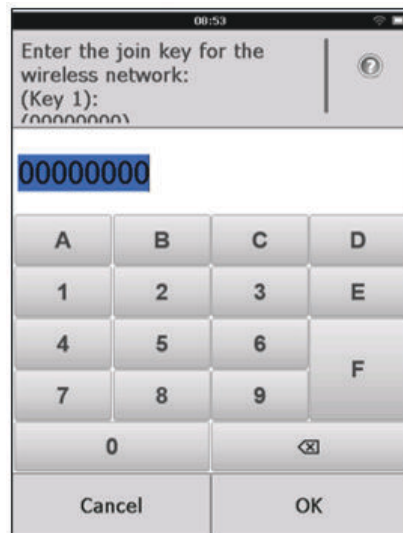 00:53
Enter the join key for the
wireless network:
(Key 1):
(00000000)
00000000
A B C D
1 2 3 E
4 5 6
F
7 8 9
0
Cancel OK